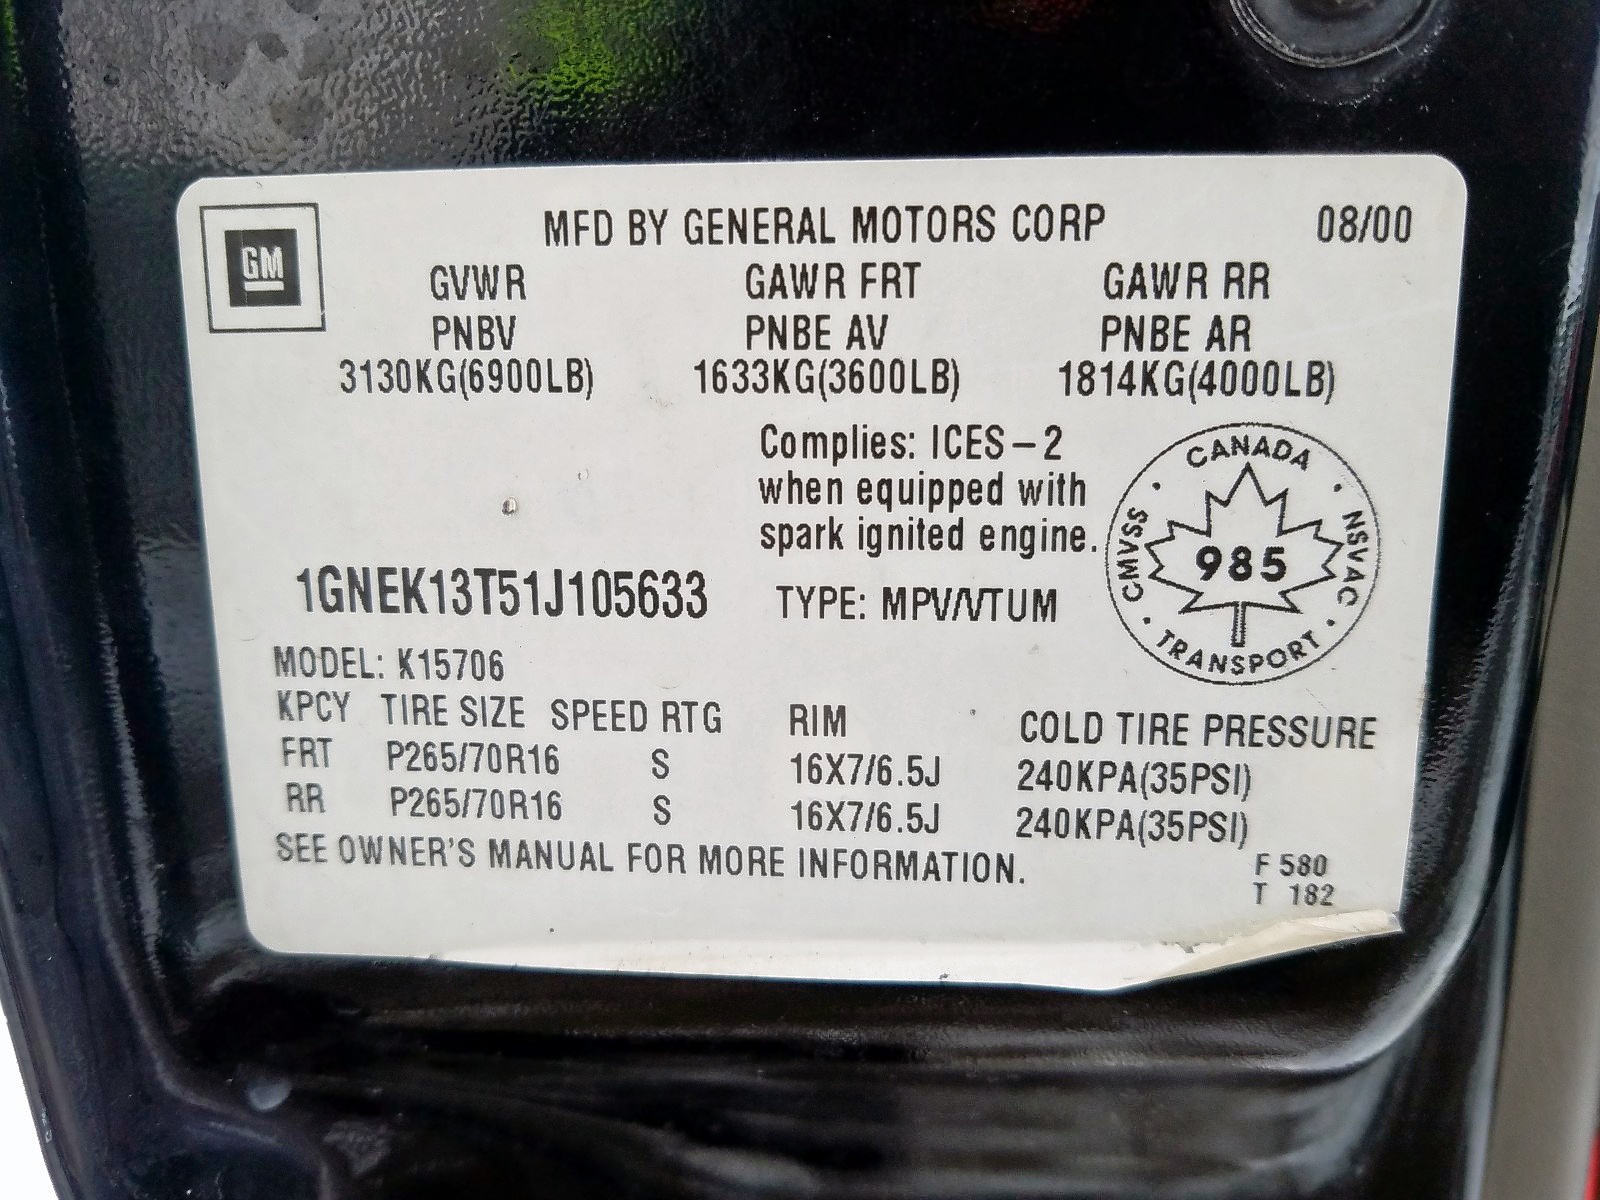 GM
MFD BY GENERAL MOTORS CORP 08/00
GVWR GAWR FRT GAWR RR
PNBV PNBE AV PNBE AR
3130KG(6900LB) 1633KG(3600LB) 1814KG(4000LB)
Complies: ICES-2
when equipped with
spark ignited engine.
CANADA
CMVSS · NSVAC
985
TRANSPORT
1GNEK13T51J105633 TYPE: MPV/VTUM
MODEL: K15706
KPCY TIRE SIZE SPEED RTG RIM COLD TIRE PRESSURE
FRT P265/70R16 S 16X7/6.5J 240KPA(35PSI)
RR P265/70R16 S 16X7/6.5J 240KPA(35PSI)
SEE OWNER'S MANUAL FOR MORE INFORMATION.
F 580
T 182